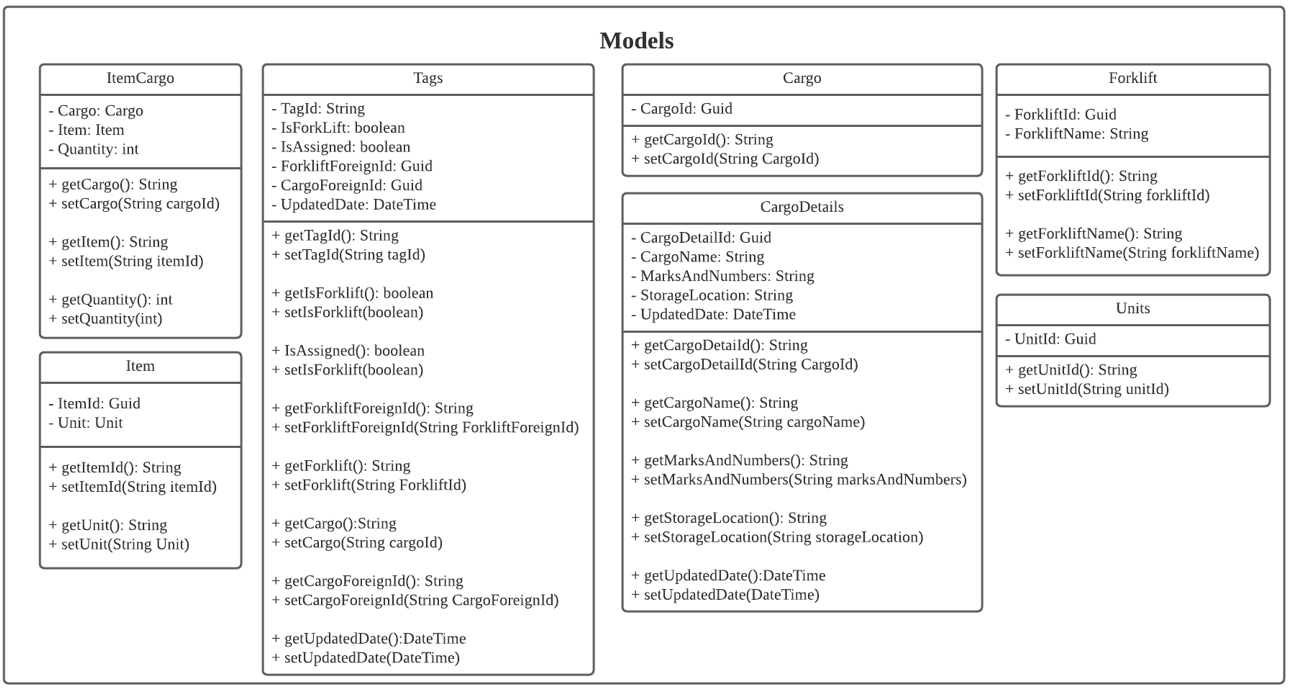 Models
ItemCargo
- Cargo: Cargo
- Item: Item
- Quantity: int
+ getCargo(): String
+ setCargo(String cargoId)
+ getItem(): String
+ setItem(String itemId)
+ getQuantity(): int
+ setQuantity(int)
Item
- ItemId: Guid
- Unit: Unit
+ getItemId(): String
+ setItemId(String itemId)
+ getUnit(): String
+ setUnit(String Unit)
Tags
- TagId: String
- IsForkLift: boolean
- IsAssigned: boolean
- ForkliftForeignId: Guid
- CargoForeignId: Guid
- UpdatedDate: DateTime
+ getTagId(): String
+ setTagId(String tagId)
+ getIsForklift(): boolean
+ setIsForklift(boolean)
+ IsAssigned(): boolean
+ setIsForklift(boolean)
+ getForkliftForeignId(): String
+ setForkliftForeignId(String ForkliftForeignId)
+ getForklift(): String
+ setForklift(String ForkliftId)
+ getCargo():String
+ setCargo(String cargoId)
+ getCargoForeignId(): String
+ setCargoForeignId(String CargoForeignId)
+ getUpdatedDate():DateTime
+ setUpdatedDate(DateTime)
Cargo
- CargoId: Guid
+ getCargoId(): String
+ setCargoId(String CargoId)
CargoDetails
- CargoDetailId: Guid
- CargoName: String
- MarksAndNumbers: String
- StorageLocation: String
- UpdatedDate: DateTime
+ getCargoDetaiId(): String
+ setCargoDetailId(String CargoId)
+ getCargoName(): String
+ setCargoName(String cargoName)
+ getMarksAndNumbers(): String
+ setMarksAndNumbers(String marksAndNumbers)
+ getStorageLocation(): String
+ setStorageLocation(String storageLocation)
+ getUpdatedDate():DateTime
+ setUpdatedDate(DateTime)
Forklift
- ForkliftId: Guid
- ForkliftName: String
+ getForkliftId(): String
+ setForkliftId(String forkliftId)
+ getForkliftName(): String
+ setForkliftName(String forkliftName)
Units
- UnitId: Guid
+ getUnitId(): String
+ setUnitId(String unitId)